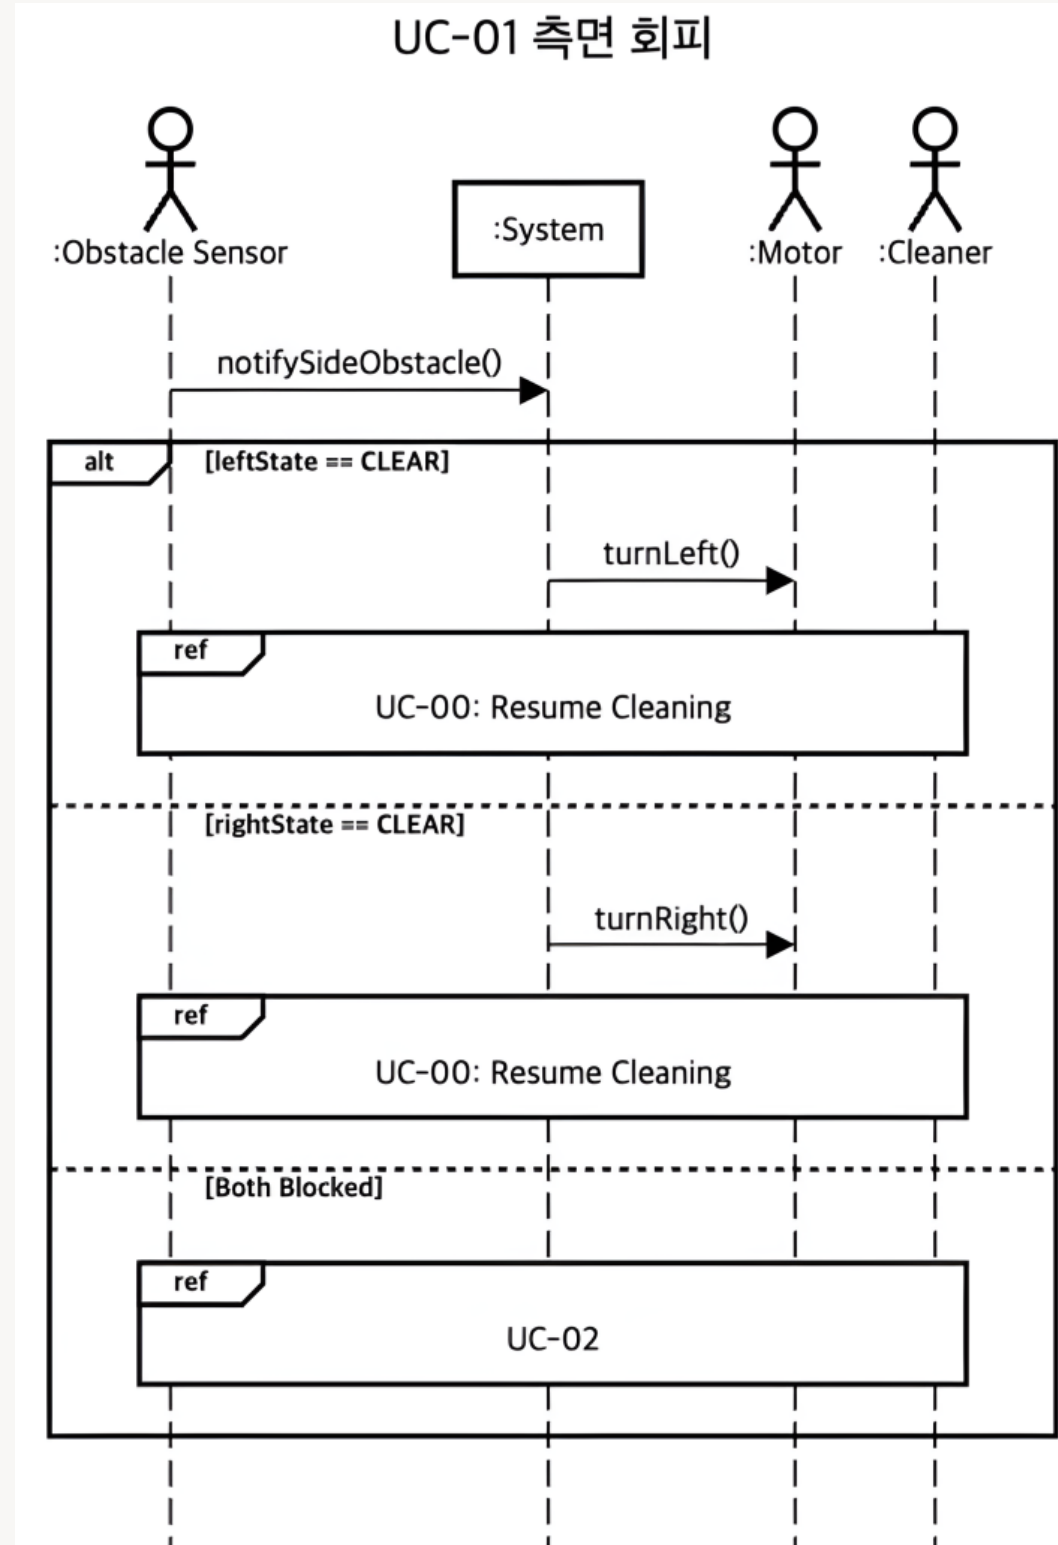 UC-01 측면 회피
:Obstacle Sensor
:System
:Motor
:Cleaner
notifySideObstacle()
alt
[leftState == CLEAR]
turnLeft()
ref
UC-00: Resume Cleaning
[rightState == CLEAR]
turnRight()
ref
UC-00: Resume Cleaning
[Both Blocked]
ref
UC-02